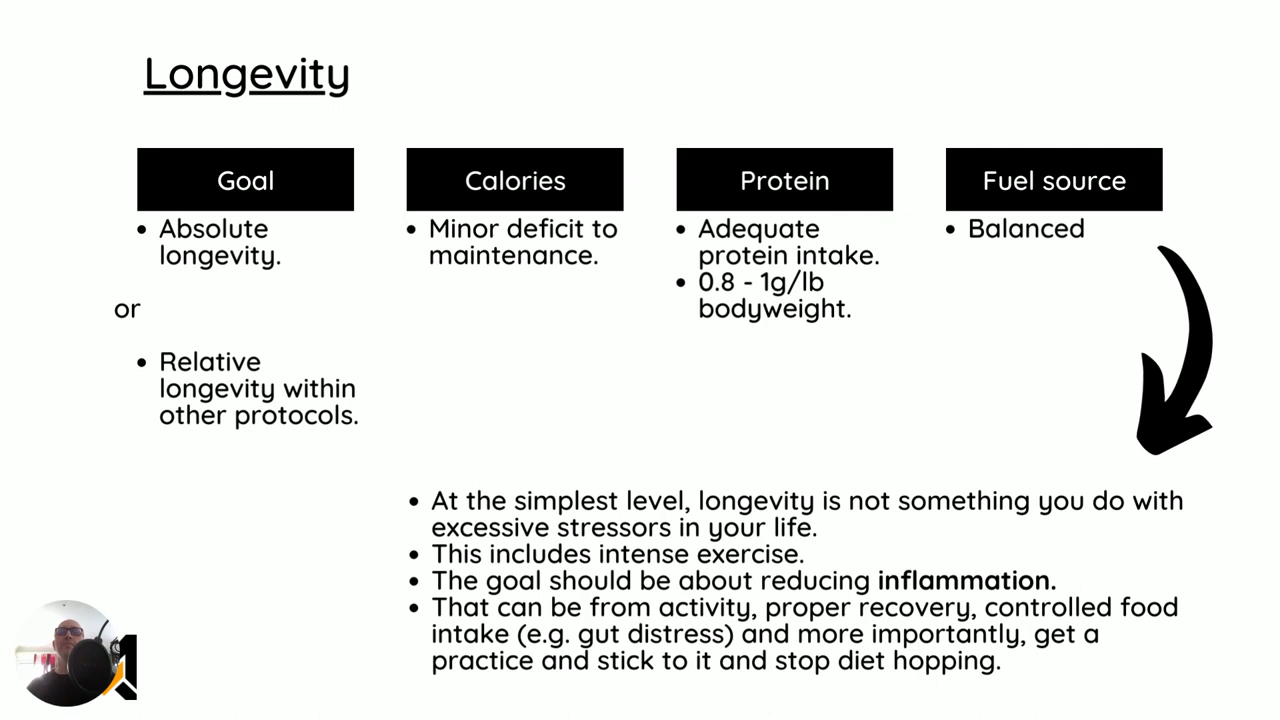 Longevity
Goal
Absolute
longevity.
or
Relative
longevity within
other protocols.
Calories
Minor deficit to
maintenance.
Protein
Adequate
protein intake.
0.8 - 1g/lb
bodyweight.
Fuel source
Balanced
At the simplest level, longevity is not something you do with
excessive stressors in your life.
This includes intense exercise.
The goal should be about reducing inflammation.
That can be from activity, proper recovery, controlled food
intake (e.g. gut distress) and more importantly, get a
practice and stick to it and stop diet hopping.